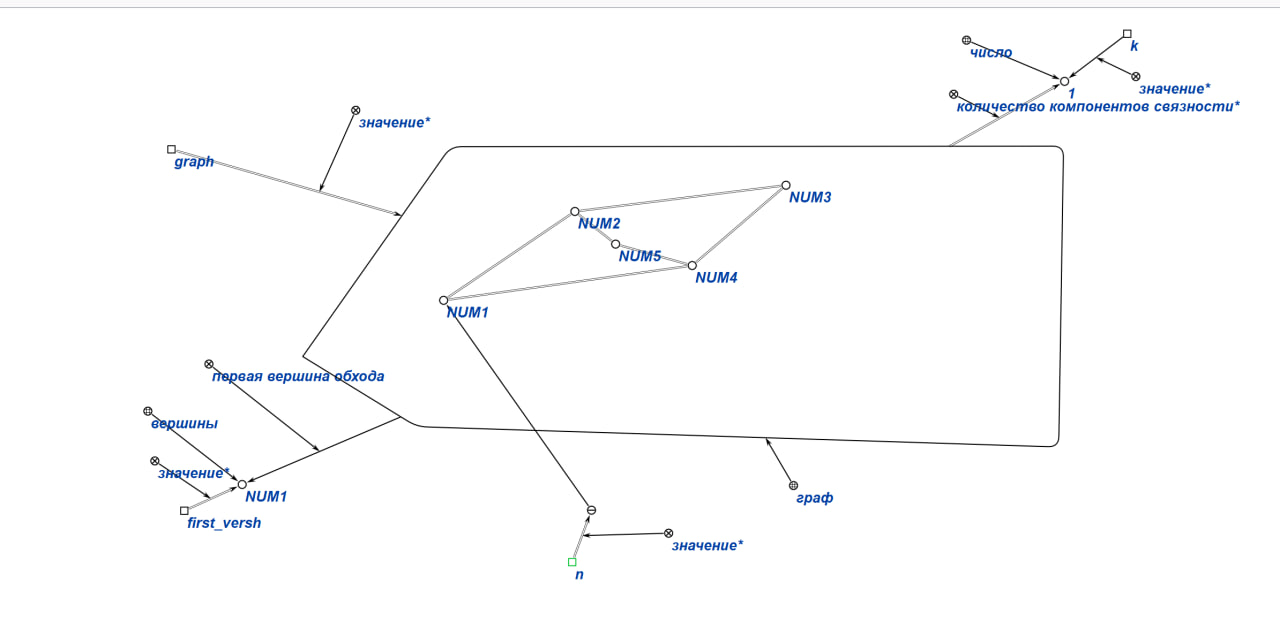 число
k
1
значение*
количество компонентов связности*
значение*
graph
NUM3
NUM2
NUM5
NUM4
NUM1
первая вершина обхода
вершины
значение*
NUM1
first_versh
граф
значение*
n